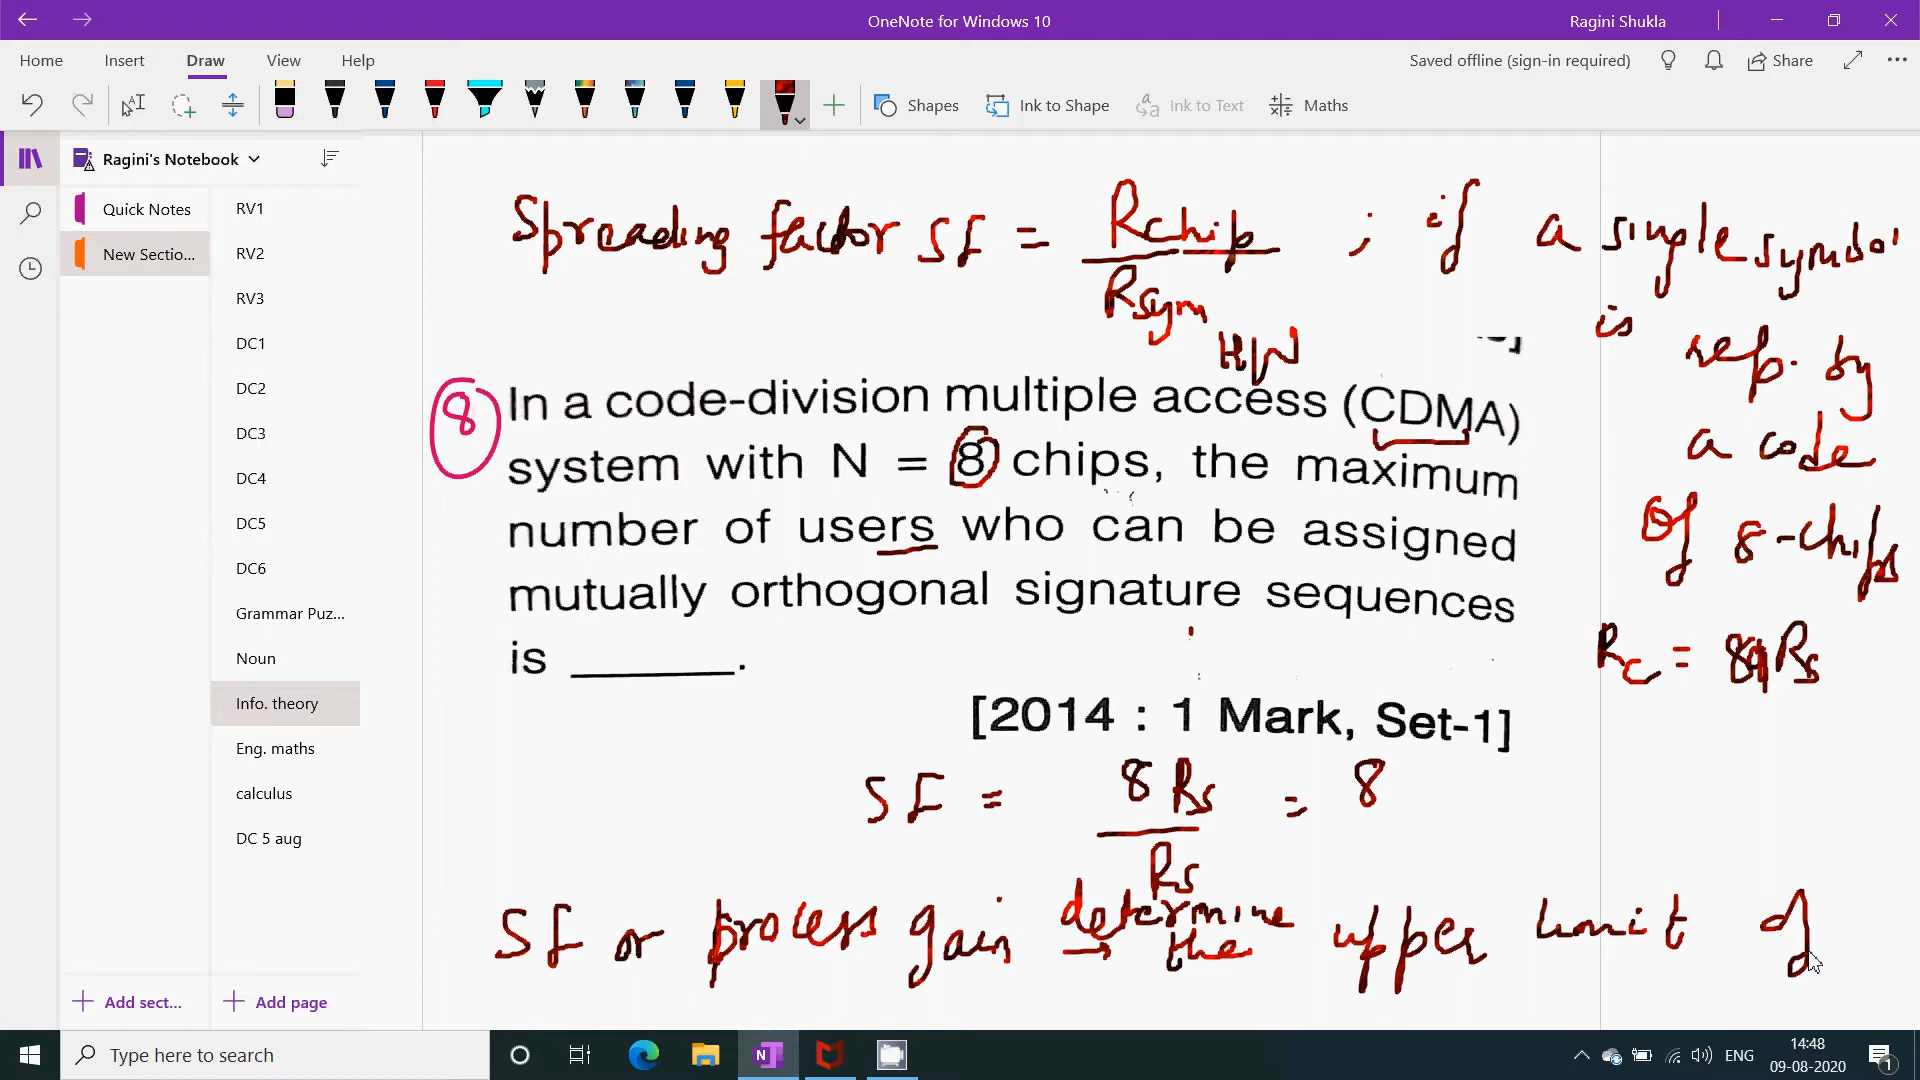 OneNote for Windows 10
Ragini Shukla
Home Insert Draw View Help
Saved offline (sign-in required)
Share
Shapes
Ink to Shape
Ink to Text
Maths
Ragini's Notebook
Quick Notes
New Sectio...
RV1
RV2
RV3
DC1
DC2
DC3
DC4
DC5
DC6
Grammar Puz...
Noun
Info. theory
Eng. maths
calculus
DC 5 aug
Add sect...
Add page
Spreading factor SF = Rchip / Rsym ; if a single symbol
is
rep. by
a code
of 8-chips
Rc = 8 Rs
H/W
8 In a code-division multiple access (CDMA)
system with N = 8 chips, the maximum
number of users who can be assigned
mutually orthogonal signature sequences
is ______.
[2014 : 1 Mark, Set-1]
SF = 8 Rs / Rs = 8
SF or process gain → determine the upper limit of
Type here to search
ENG
14:48
09-08-2020
1